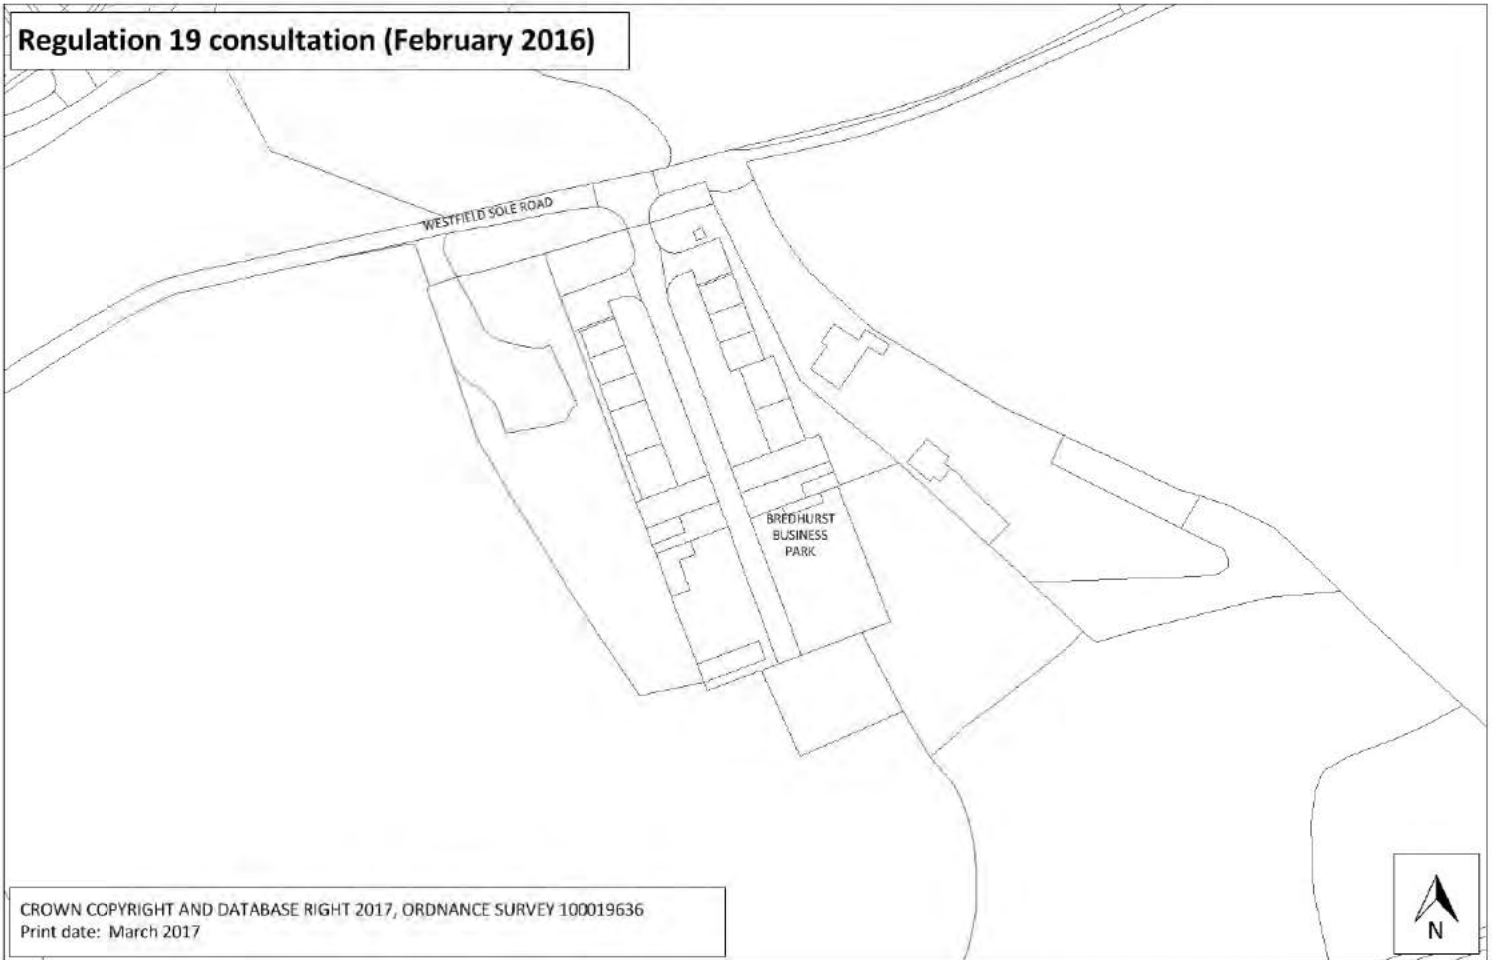 Regulation 19 consultation (February 2016)
WESTFIELD SOLE ROAD
BREDHURST
BUSINESS
PARK
CROWN COPYRIGHT AND DATABASE RIGHT 2017, ORDNANCE SURVEY 100019636
Print date: March 2017
N